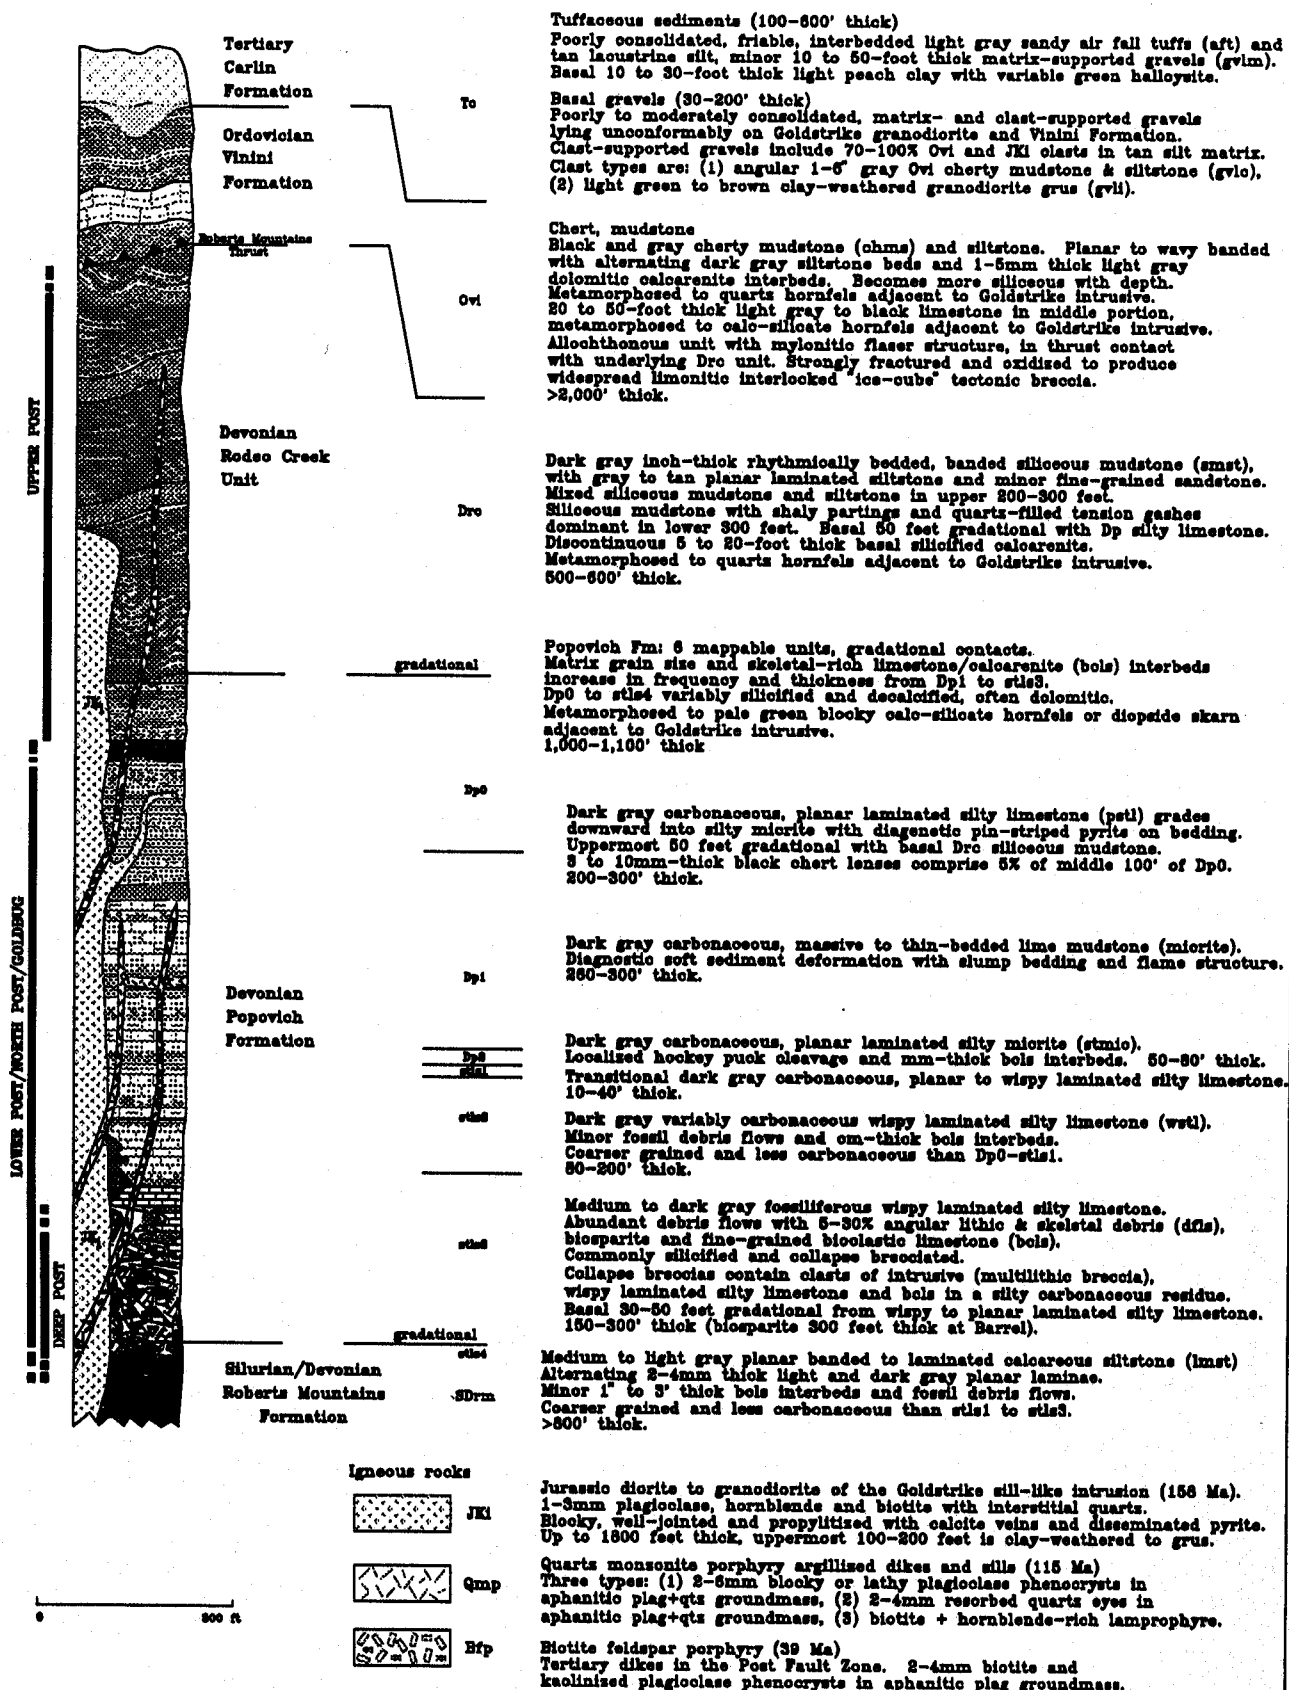 Tuffaceous sediments (100-600' thick)
Poorly consolidated, friable, interbedded light gray sandy air fall tuffs (aft) and
tan lacustrine silt, minor 10 to 50-foot thick matrix-supported gravels (gvlm).
Basal 10 to 30-foot thick light peach clay with variable green halloysite.
Tertiary
Carlin
Formation
Tc
Basal gravels (30-200' thick)
Poorly to moderately consolidated, matrix- and clast-supported gravels
lying unconformably on Goldstrike granodiorite and Vinini Formation.
Clast-supported gravels include 70-100% Ovi and JKi clasts in tan silt matrix.
Clast types are: (1) angular 1-6" gray Ovi cherty mudstone & siltstone (gvlc),
(2) light green to brown clay-weathered granodiorite grus (gvli).
Ordovician
Vinini
Formation
Roberts Mountains
Thrust
Ovi
Chert, mudstone
Black and gray cherty mudstone (chms) and siltstone. Planar to wavy banded
with alternating dark gray siltstone beds and 1-5mm thick light gray
dolomitic calcarenite interbeds. Becomes more siliceous with depth.
Metamorphosed to quartz hornfels adjacent to Goldstrike intrusive.
20 to 50-foot thick light gray to black limestone in middle portion,
metamorphosed to calc-silicate hornfels adjacent to Goldstrike intrusive.
Allochthonous unit with mylonitic flaser structure, in thrust contact
with underlying Drc unit. Strongly fractured and oxidized to produce
widespread limonitic interlocked "ice-cube" tectonic breccia.
>2,000' thick.
UPPER POST
Devonian
Rodeo Creek
Unit
Drc
Dark gray inch-thick rhythmically bedded, banded siliceous mudstone (smst),
with gray to tan planar laminated siltstone and minor fine-grained sandstone.
Mixed siliceous mudstone and siltstone in upper 200-300 feet.
Siliceous mudstone with shaly partings and quartz-filled tension gashes
dominant in lower 300 feet. Basal 50 feet gradational with Dp silty limestone.
Discontinuous 5 to 20-foot thick basal silicified calcarenite.
Metamorphosed to quartz hornfels adjacent to Goldstrike intrusive.
500-600' thick.
gradational
Popovich Fm: 6 mappable units, gradational contacts.
Matrix grain size and skeletal-rich limestone/calcarenite (bcls) interbeds
increase in frequency and thickness from Dp1 to stls3.
Dp0 to stls4 variably silicified and decalcified, often dolomitic.
Metamorphosed to pale green blocky calc-silicate hornfels or diopside skarn
adjacent to Goldstrike intrusive.
1,000-1,100' thick
JKi
Dp0
Dark gray carbonaceous, planar laminated silty limestone (pstl) grades
downward into silty micrite with diagenetic pin-striped pyrite on bedding.
Uppermost 50 feet gradational with basal Drc siliceous mudstone.
3 to 10mm-thick black chert lenses comprise 5% of middle 100' of Dp0.
200-300' thick.
LOWER POST/NORTH POST/GOLDBUG
Devonian
Popovich
Formation
Dp1
Dark gray carbonaceous, massive to thin-bedded lime mudstone (micrite).
Diagnostic soft sediment deformation with slump bedding and flame structure.
260-300' thick.
Dp2
Dark gray carbonaceous, planar laminated silty micrite (stmic).
Localized hockey puck cleavage and mm-thick bcls interbeds. 50-80' thick.
stls1
Transitional dark gray carbonaceous, planar to wispy laminated silty limestone.
10-40' thick.
stls2
Dark gray variably carbonaceous wispy laminated silty limestone (wstl).
Minor fossil debris flows and cm-thick bcls interbeds.
Coarser grained and less carbonaceous than Dp0-stls1.
80-200' thick.
DEEP POST
JKi
stls3
Medium to dark gray fossiliferous wispy laminated silty limestone.
Abundant debris flows with 5-30% angular lithic & skeletal debris (dfls),
biosparite and fine-grained bioclastic limestone (bcls).
Commonly silicified and collapse brecciated.
Collapse breccias contain clasts of intrusive (multilithic breccia),
wispy laminated silty limestone and bcls in a silty carbonaceous residue.
Basal 30-50 feet gradational from wispy to planar laminated silty limestone.
150-300' thick (biosparite 300 feet thick at Barrel).
gradational
stls4
Silurian/Devonian
Roberts Mountains
Formation
SDrm
Medium to light gray planar banded to laminated calcareous siltstone (lmst)
Alternating 2-4mm thick light and dark gray planar laminae.
Minor 1" to 3' thick bcls interbeds and fossil debris flows.
Coarser grained and less carbonaceous than stls1 to stls3.
>800' thick.
Igneous rocks
JKi
Jurassic diorite to granodiorite of the Goldstrike sill-like intrusion (158 Ma).
1-3mm plagioclase, hornblende and biotite with interstitial quartz.
Blocky, well-jointed and propylitized with calcite veins and disseminated pyrite.
Up to 1800 feet thick, uppermost 100-200 feet is clay-weathered to grus.
Qmp
Quartz monzonite porphyry argillized dikes and sills (115 Ma)
Three types: (1) 2-6mm blocky or lathy plagioclase phenocrysts in
aphanitic plag+qtz groundmass, (2) 2-4mm resorbed quartz eyes in
aphanitic plag+qtz groundmass, (3) biotite + hornblende-rich lamprophyre.
0 200 ft
Bfp
Biotite feldspar porphyry (39 Ma)
Tertiary dikes in the Post Fault Zone. 2-4mm biotite and
kaolinized plagioclase phenocrysts in aphanitic plag groundmass.